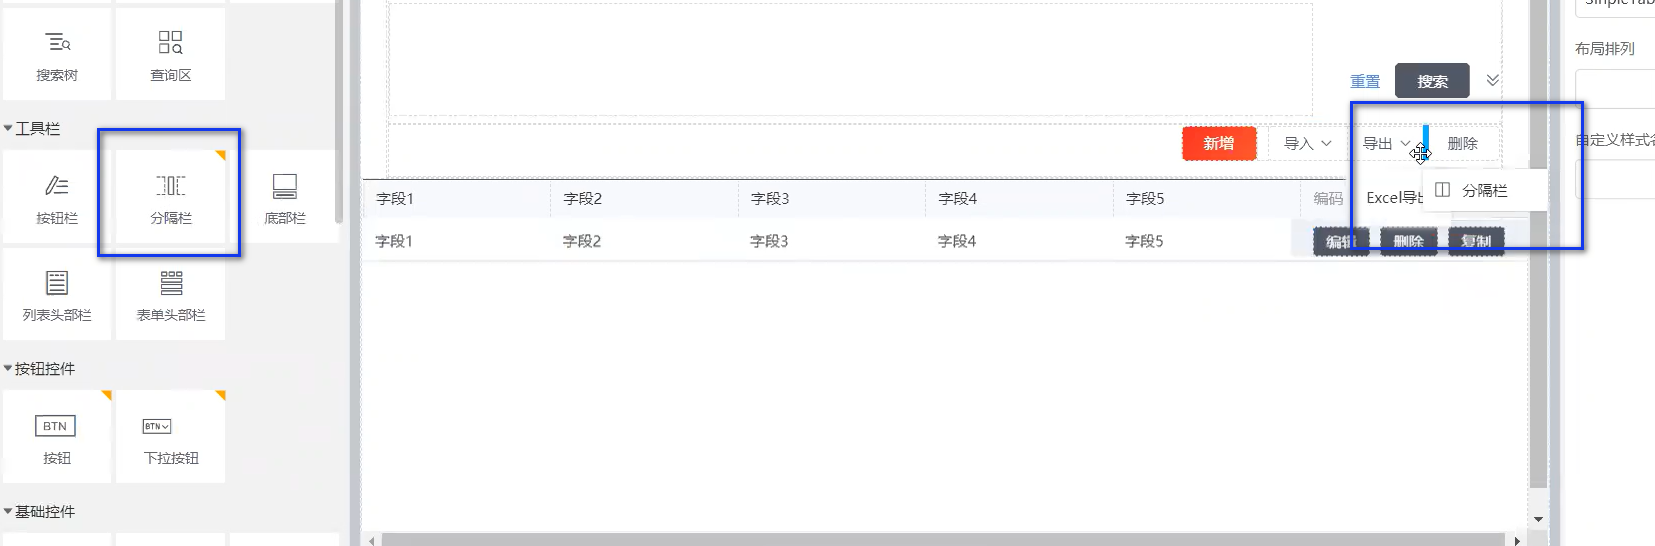 搜索树
查询区
工具栏
按钮栏
分隔栏
底部栏
列表头部栏
表单头部栏
按钮控件
BTN
按钮
BTN
下拉按钮
基础控件
重置
搜索
新增
导入
导出
删除
字段1
字段2
字段3
字段4
字段5
编码
Excel导出
分隔栏
字段1
字段2
字段3
字段4
字段5
编辑
删除
复制
布局排列
自定义样式名